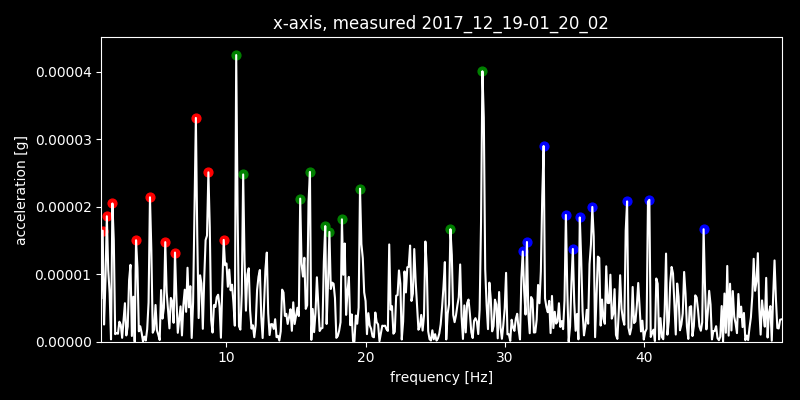 x-axis, measured 2017_12_19-01_20_02
0.00004
0.00003
0.00002
0.00001
0.00000
acceleration [g]
10 20 30 40
frequency [Hz]